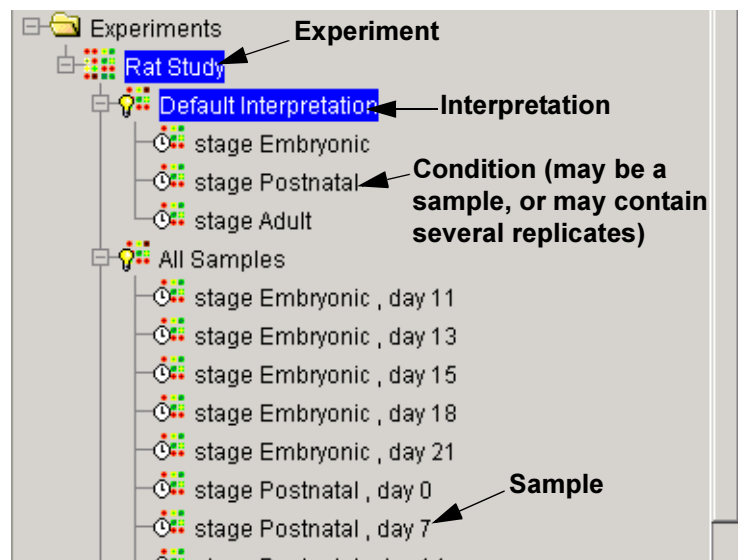 Experiments
Experiment
Rat Study
Default Interpretation
Interpretation
stage Embryonic
stage Postnatal
Condition (may be a
sample, or may contain
several replicates)
stage Adult
All Samples
stage Embryonic , day 11
stage Embryonic , day 13
stage Embryonic , day 15
stage Embryonic , day 18
stage Embryonic , day 21
stage Postnatal , day 0
Sample
stage Postnatal , day 7